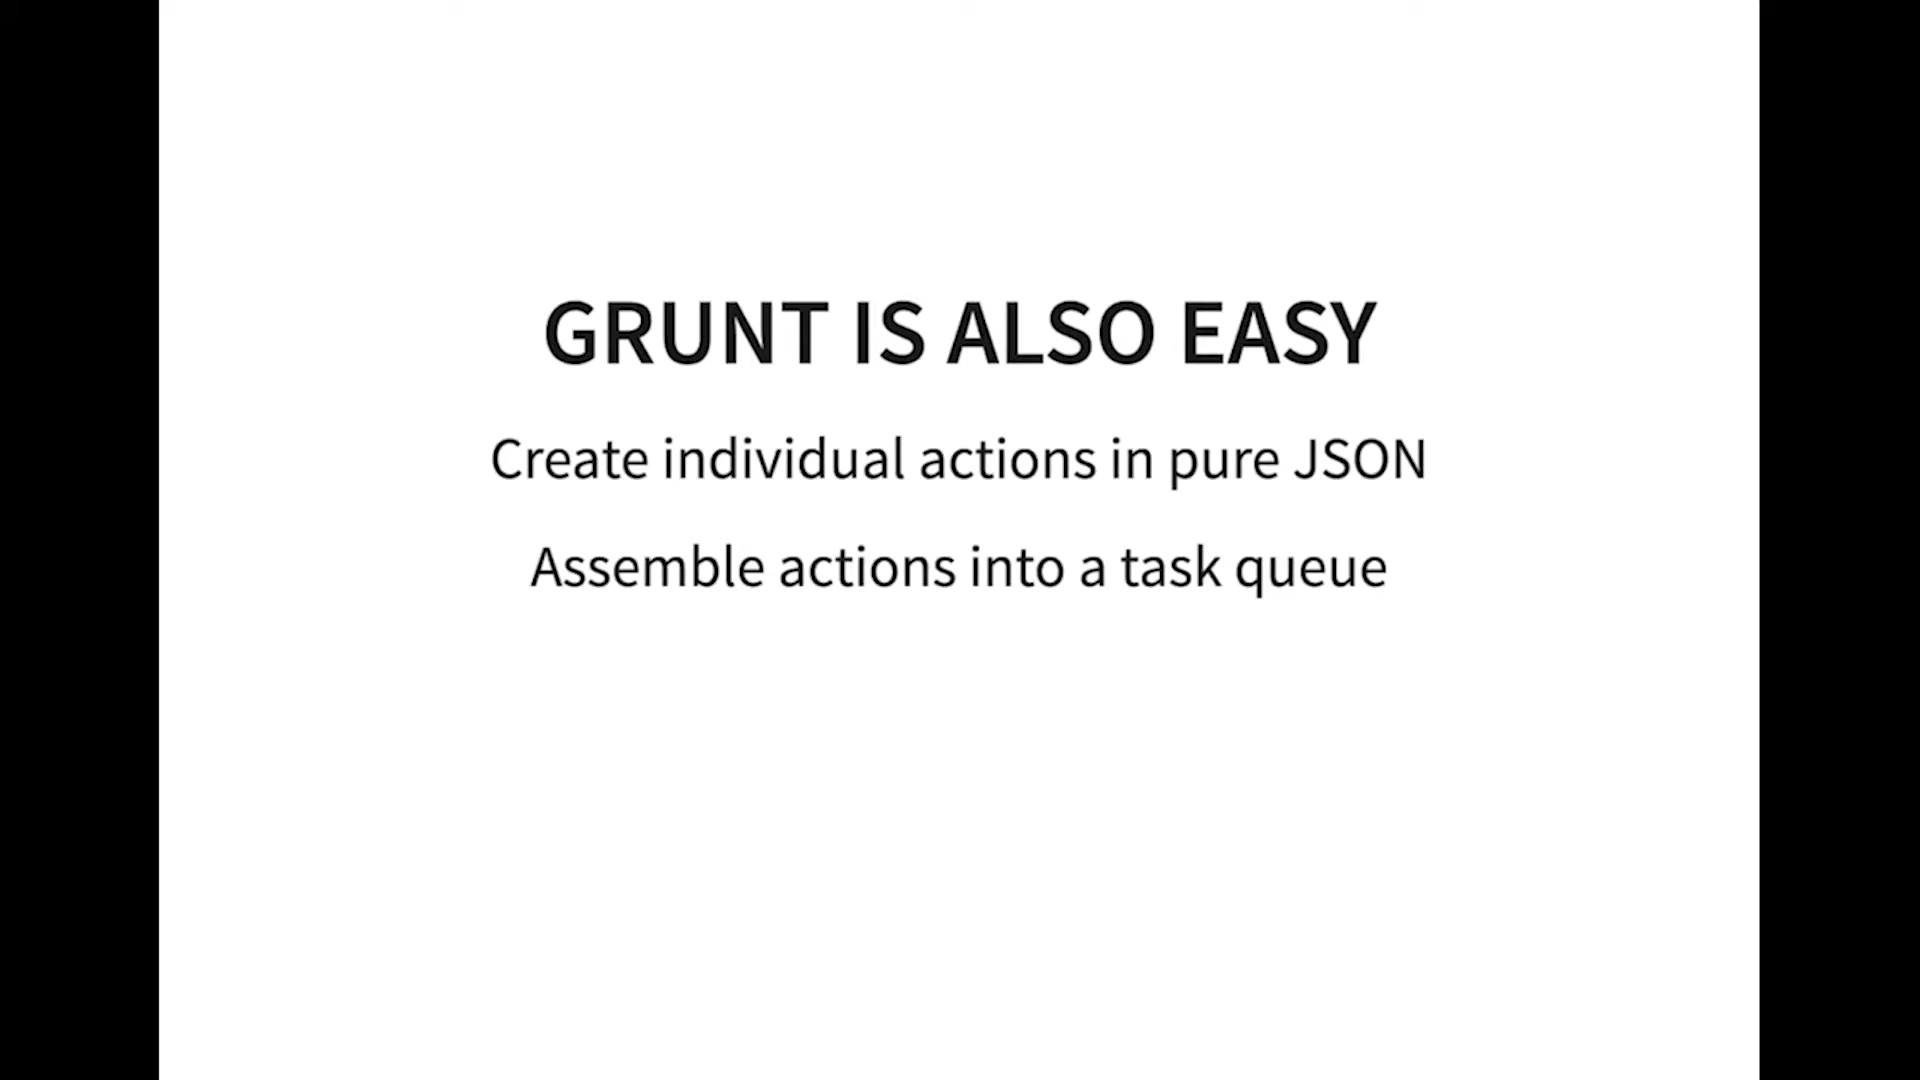 GRUNT IS ALSO EASY
Create individual actions in pure JSON
Assemble actions into a task queue